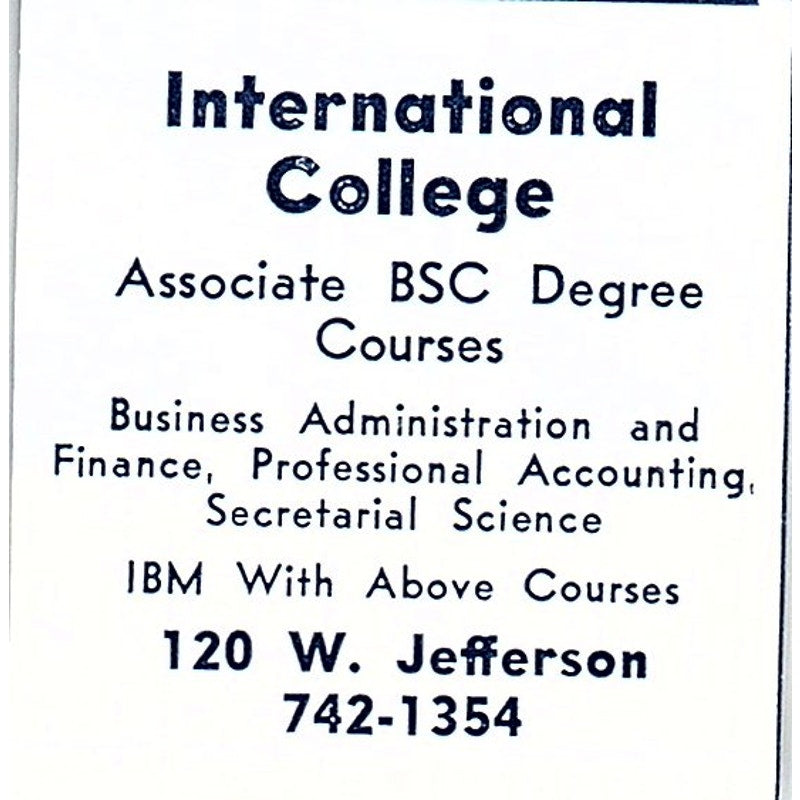 International
College
Associate BSC Degree
Courses
Business Administration and
Finance, Professional Accounting,
Secretarial Science
IBM With Above Courses
120 W. Jefferson
742-1354